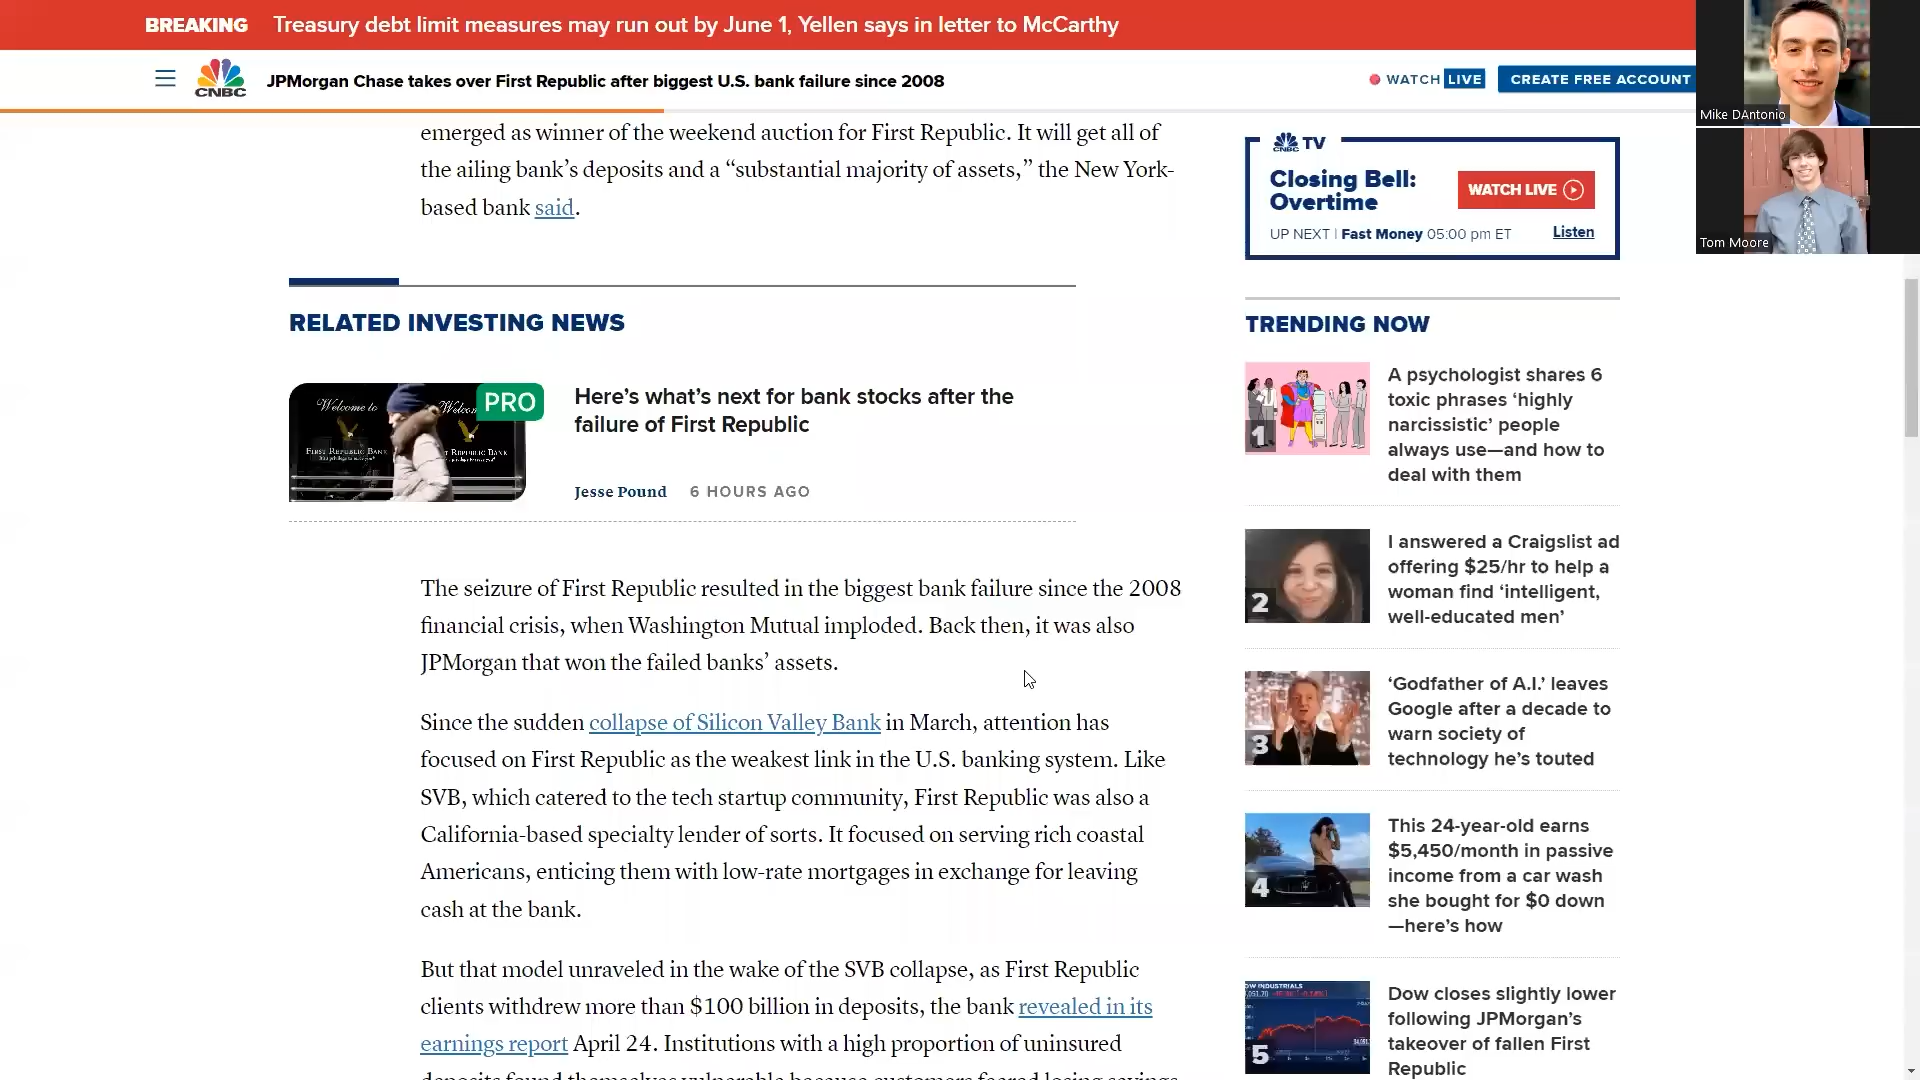 BREAKING Treasury debt limit measures may run out by June 1, Yellen says in letter to McCarthy
CNBC
JPMorgan Chase takes over First Republic after biggest U.S. bank failure since 2008
WATCH LIVE
CREATE FREE ACCOUNT
Mike DAntonio
Tom Moore
emerged as winner of the weekend auction for First Republic. It will get all of
the ailing bank’s deposits and a “substantial majority of assets,” the New York-
based bank said.
RELATED INVESTING NEWS
Welcome to
FIRST REPUBLIC BANK
PRO
Here’s what’s next for bank stocks after the
failure of First Republic
Jesse Pound 6 HOURS AGO
The seizure of First Republic resulted in the biggest bank failure since the 2008
financial crisis, when Washington Mutual imploded. Back then, it was also
JPMorgan that won the failed banks’ assets.
Since the sudden collapse of Silicon Valley Bank in March, attention has
focused on First Republic as the weakest link in the U.S. banking system. Like
SVB, which catered to the tech startup community, First Republic was also a
California-based specialty lender of sorts. It focused on serving rich coastal
Americans, enticing them with low-rate mortgages in exchange for leaving
cash at the bank.
But that model unraveled in the wake of the SVB collapse, as First Republic
clients withdrew more than $100 billion in deposits, the bank revealed in its
earnings report April 24. Institutions with a high proportion of uninsured
deposits found themselves vulnerable because customers feared losing savings
CNBC TV
Closing Bell:
Overtime
WATCH LIVE
UP NEXT | Fast Money 05:00 pm ET
Listen
TRENDING NOW
1
A psychologist shares 6
toxic phrases ‘highly
narcissistic’ people
always use—and how to
deal with them
2
I answered a Craigslist ad
offering $25/hr to help a
woman find ‘intelligent,
well-educated men’
3
‘Godfather of A.I.’ leaves
Google after a decade to
warn society of
technology he’s touted
4
This 24-year-old earns
$5,450/month in passive
income from a car wash
she bought for $0 down
—here’s how
5
Dow closes slightly lower
following JPMorgan’s
takeover of fallen First
Republic